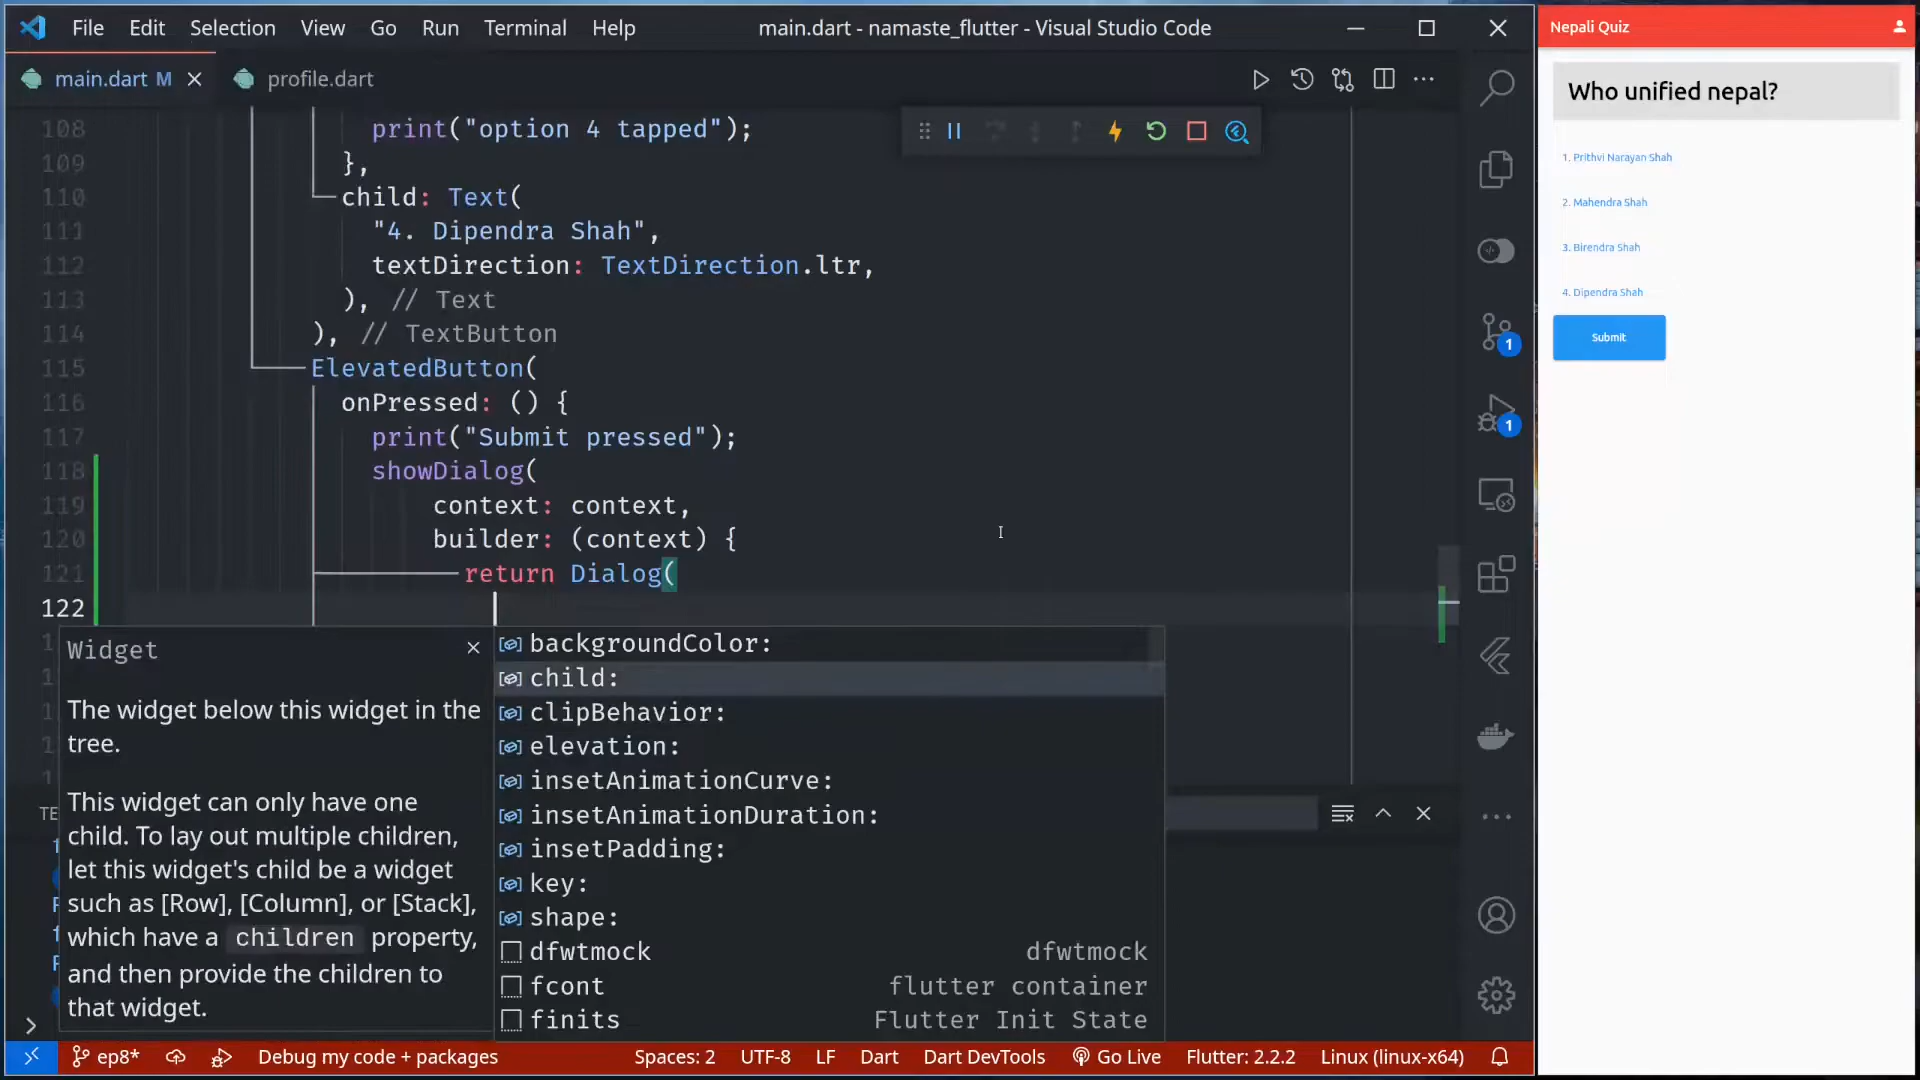 File Edit Selection View Go Run Terminal Help main.dart - namaste_flutter - Visual Studio Code
main.dart M profile.dart
108 print("option 4 tapped");
109 },
110 child: Text(
111 "4. Dipendra Shah",
112 textDirection: TextDirection.ltr,
113 ), // Text
114 ), // TextButton
115 ElevatedButton(
116 onPressed: () {
117 print("Submit pressed");
118 showDialog(
119 context: context,
120 builder: (context) {
121 return Dialog(
122
Widget
The widget below this widget in the
tree.
This widget can only have one
child. To lay out multiple children,
let this widget's child be a widget
such as [Row], [Column], or [Stack],
which have a children property,
and then provide the children to
that widget.
backgroundColor:
child:
clipBehavior:
elevation:
insetAnimationCurve:
insetAnimationDuration:
insetPadding:
key:
shape:
dfwtmock dfwtmock
fcont flutter container
finits Flutter Init State
TE
1
1
ep8* Debug my code + packages Spaces: 2 UTF-8 LF Dart Dart DevTools Go Live Flutter: 2.2.2 Linux (linux-x64)
Nepali Quiz
Who unified nepal?
1. Prithvi Narayan Shah
2. Mahendra Shah
3. Birendra Shah
4. Dipendra Shah
Submit